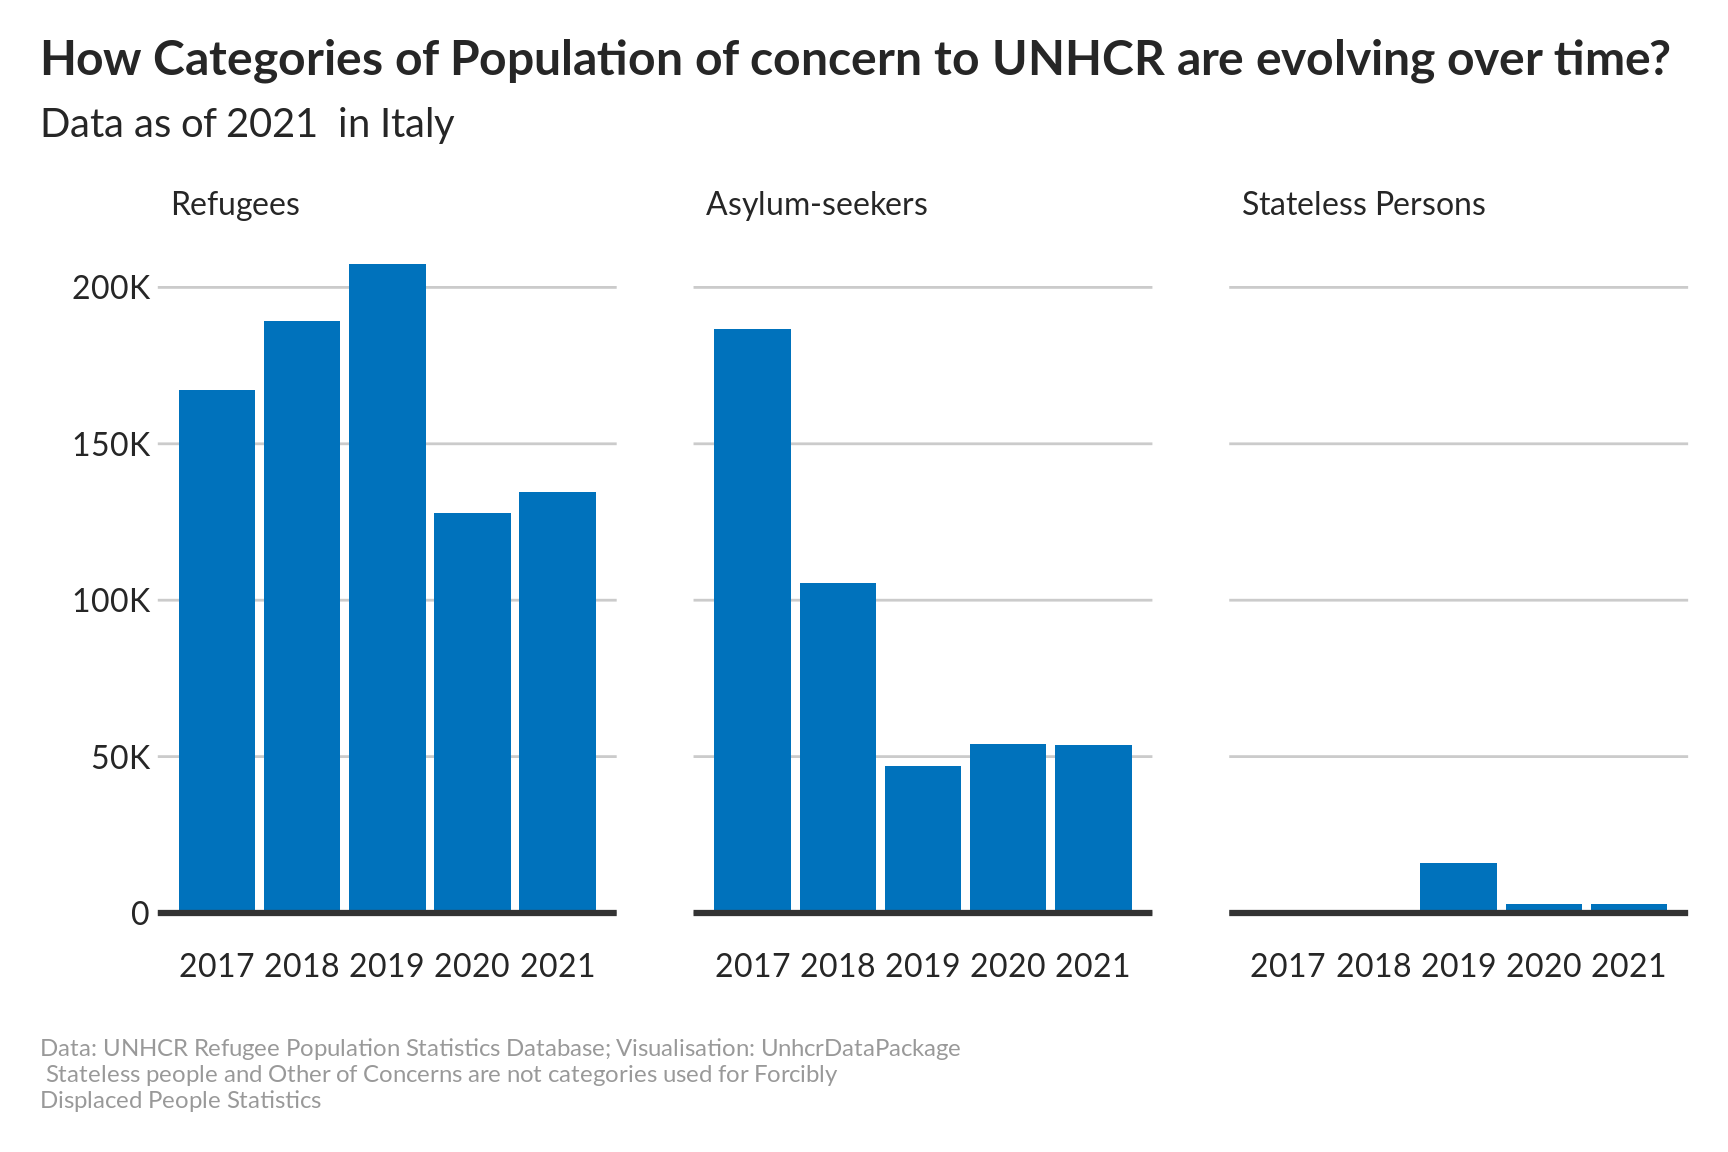 How Categories of Population of concern to UNHCR are evolving over time?
Data as of 2021  in Italy
Refugees
Asylum-seekers
Stateless Persons
200K
150K
100K
50K
0
2017 2018 2019 2020 2021
2017 2018 2019 2020 2021
2017 2018 2019 2020 2021
Data: UNHCR Refugee Population Statistics Database; Visualisation: UnhcrDataPackage
Stateless people and Other of Concerns are not categories used for Forcibly
Displaced People Statistics